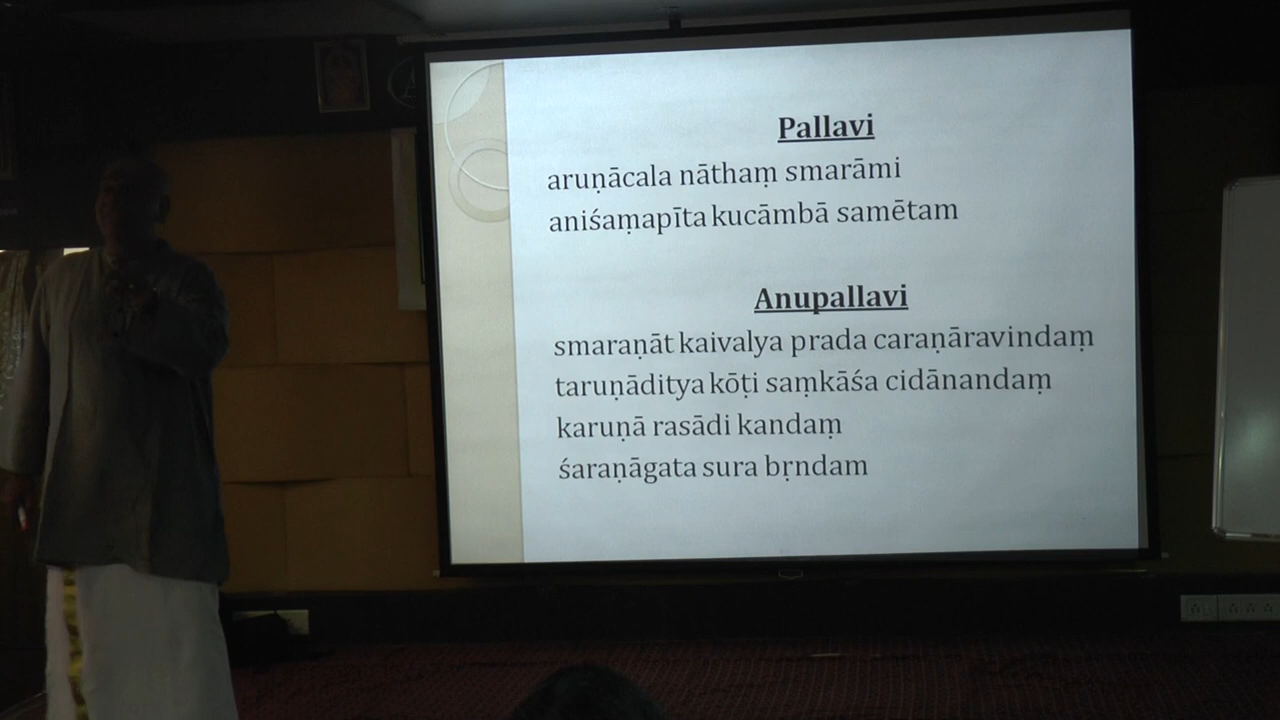 Pallavi
aruṇācala nāthaṃ smarāmi
aniśaṃapīta kucāmbā samētam
Anupallavi
smaraṇāt kaivalya prada caraṇāravindaṃ
taruṇāditya kōṭi saṃkāśa cidānandaṃ
karuṇā rasādi kandaṃ
śaraṇāgata sura bṛndam